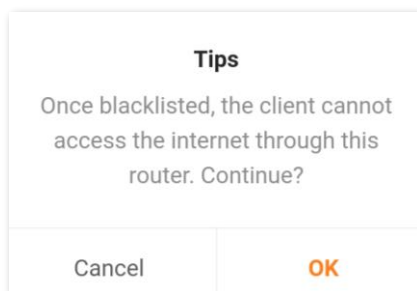 Tips
Once blacklisted, the client cannot
access the internet through this
router. Continue?
Cancel
OK